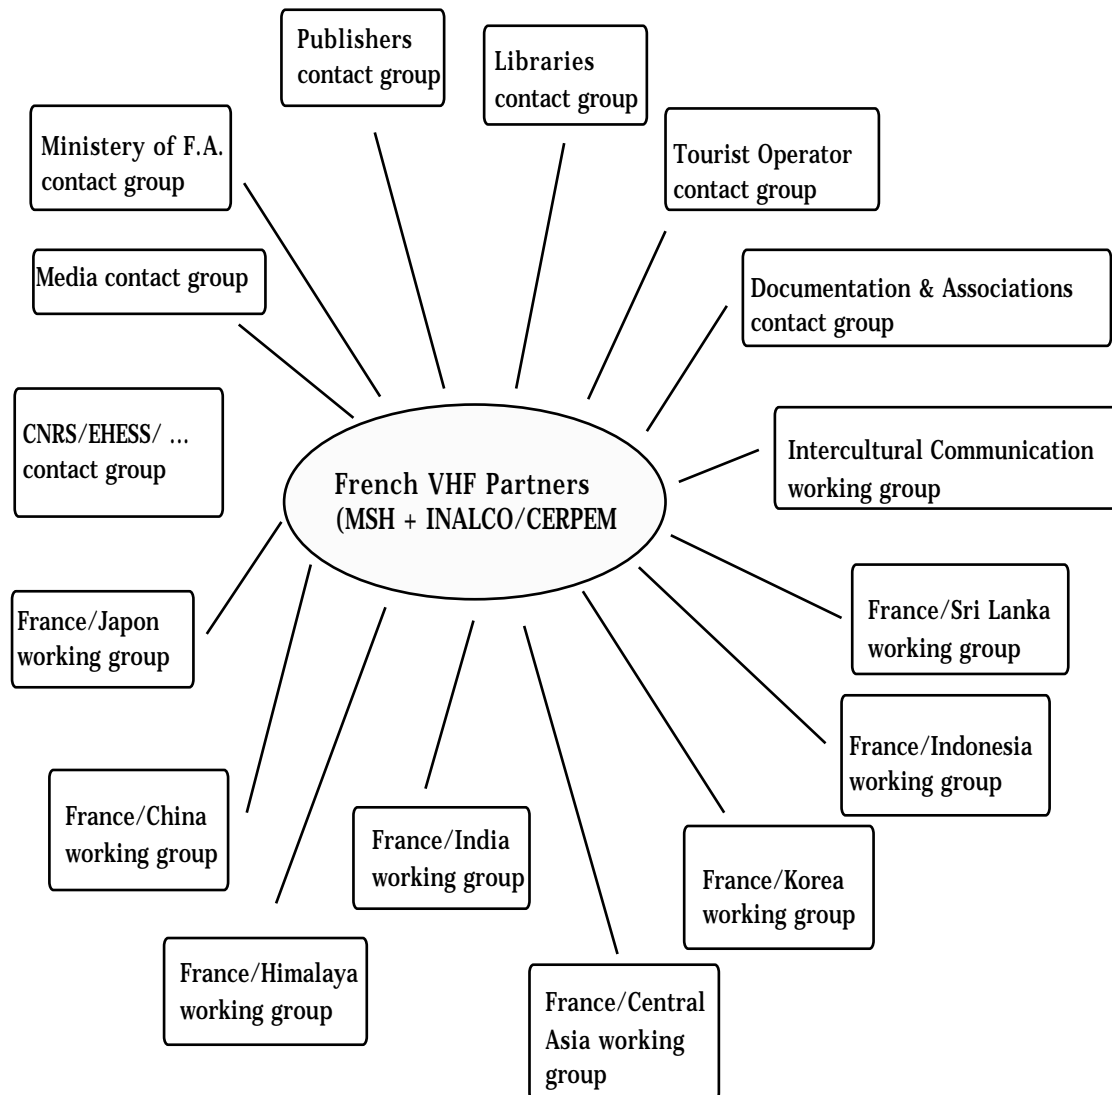 Publishers
contact group
Libraries
contact group
Ministery of F.A.
contact group
Tourist Operator
contact group
Media contact group
Documentation & Associations
contact group
CNRS/EHESS/ ...
contact group
Intercultural Communication
working group
French VHF Partners
(MSH + INALCO/CERPEM
France/Japon
working group
France/Sri Lanka
working group
France/Indonesia
working group
France/China
working group
France/India
working group
France/Korea
working group
France/Himalaya
working group
France/Central
Asia working
group